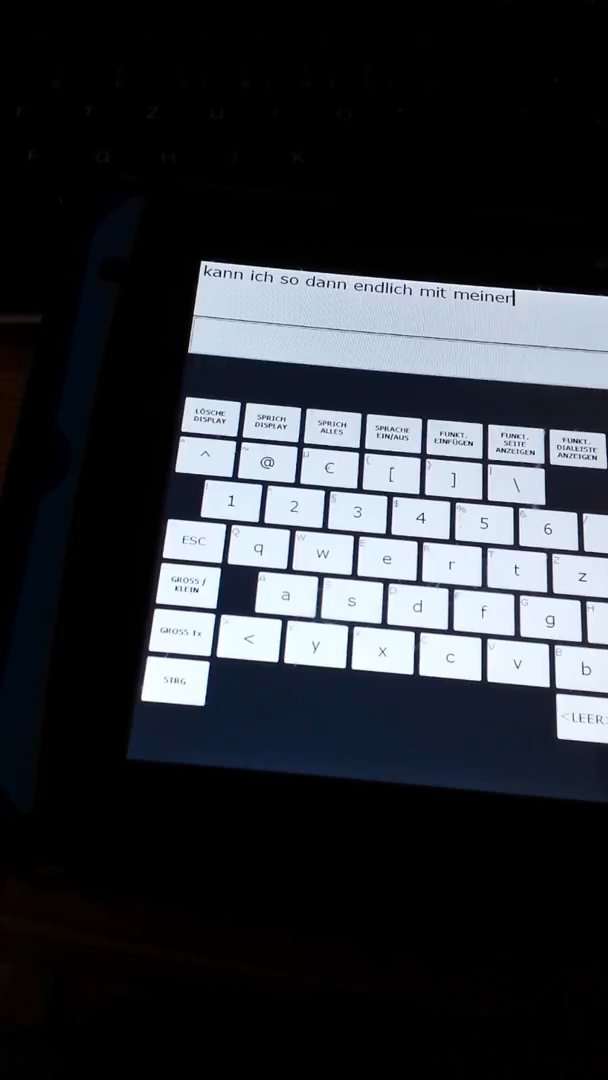 kann ich so dann endlich mit meiner
LÖSCHE DISPLAY
SPRICH DISPLAY
SPRICH ALLES
SPRACHE EIN/AUS
FUNKT. EINFÜGEN
FUNKT. SEITE ANZEIGEN
FUNKT. DIALEISTE ANZEIGEN
^ @ € [ ] \
1 2 3 4 5 6
ESC q w e r t z
GROSS / KLEIN a s d f g
GROSS 1x < y x c v b
STRG <LEER>